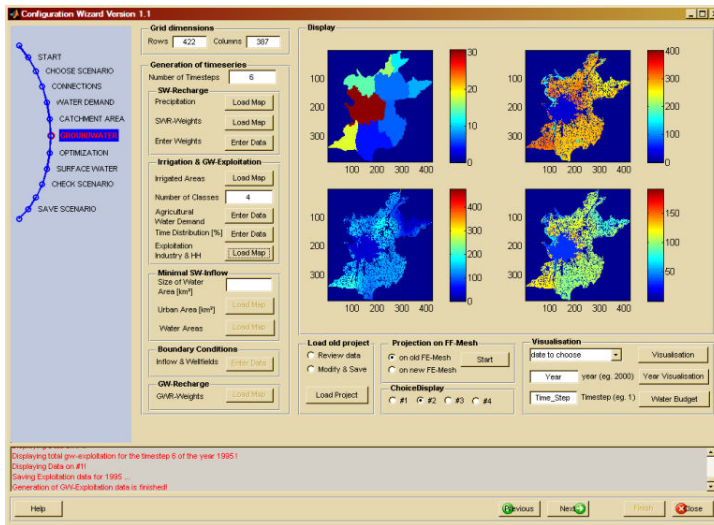 Configuration Wizard Version 1.1
START
CHOOSE SCENARIO
CONNECTIONS
WATER DEMAND
CATCHMENT AREA
GROUNDWATER
OPTIMIZATION
SURFACE WATER
CHECK SCENARIO
SAVE SCENARIO
Grid dimensions
Rows 422 Columns 387
Generation of timeseries
Number of Timesteps 6
SW-Recharge
Precipitation Load Map
SWR-Weights Load Map
Enter Weights Enter Data
Irrigation & GW-Exploitation
Irrigated Areas Load Map
Number of Classes 4
Agricultural
Water Demand Enter Data
Time Distribution [%] Enter Data
Exploitation
Industry & HH Load Map
Minimal SW-Inflow
Size of Water
Area [km²]
Urban Area [km²] Load Map
Water Areas Load Map
Boundary Conditions
Inflow & Wellfields Enter Data
GW-Recharge
GWR-Weights Load Map
Display
100
200
300
100 200 300 400
30
20
10
0
100
200
300
100 200 300 400
400
300
200
100
0
100
200
300
100 200 300 400
400
300
200
100
0
100
200
300
100 200 300 400
150
100
50
Load old project
Review data
Modify & Save
Load Project
Projection on FF-Mesh
on old FE-Mesh
on new FE-Mesh
Start
ChoiceDisplay
#1 #2 #3 #4
Visualisation
date to choose Visualisation
Year year (eg. 2000) Year Visualisation
Time_Step Timestep (eg. 1) Water Budget
Displaying total gw-exploitation for the timestep 6 of the year 1995 !
Displaying Data on #1!
Saving Exploitation data for 1995 ...
Generation of GW-Exploitation data is finished!
Help Previous Next Finish Close